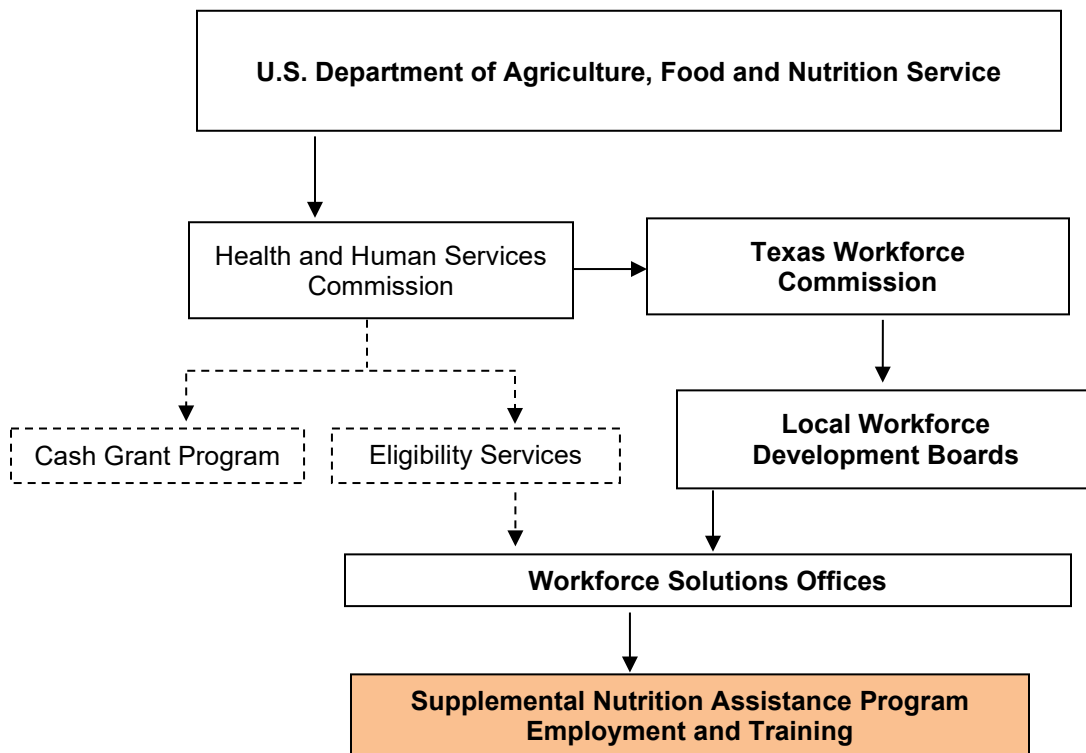 U.S. Department of Agriculture, Food and Nutrition Service
Health and Human Services
Commission
Texas Workforce
Commission
Cash Grant Program
Eligibility Services
Local Workforce
Development Boards
Workforce Solutions Offices
Supplemental Nutrition Assistance Program
Employment and Training